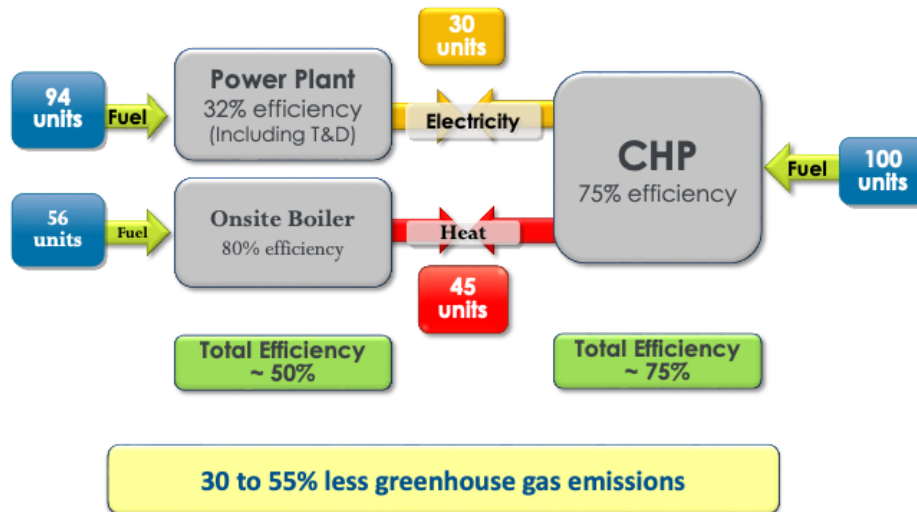 30
units
94
units
Fuel
Power Plant
32% efficiency
(Including T&D)
Electricity
CHP
75% efficiency
Fuel
100
units
56
units
Fuel
Onsite Boiler
80% efficiency
Heat
45
units
Total Efficiency
~ 50%
Total Efficiency
~ 75%
30 to 55% less greenhouse gas emissions